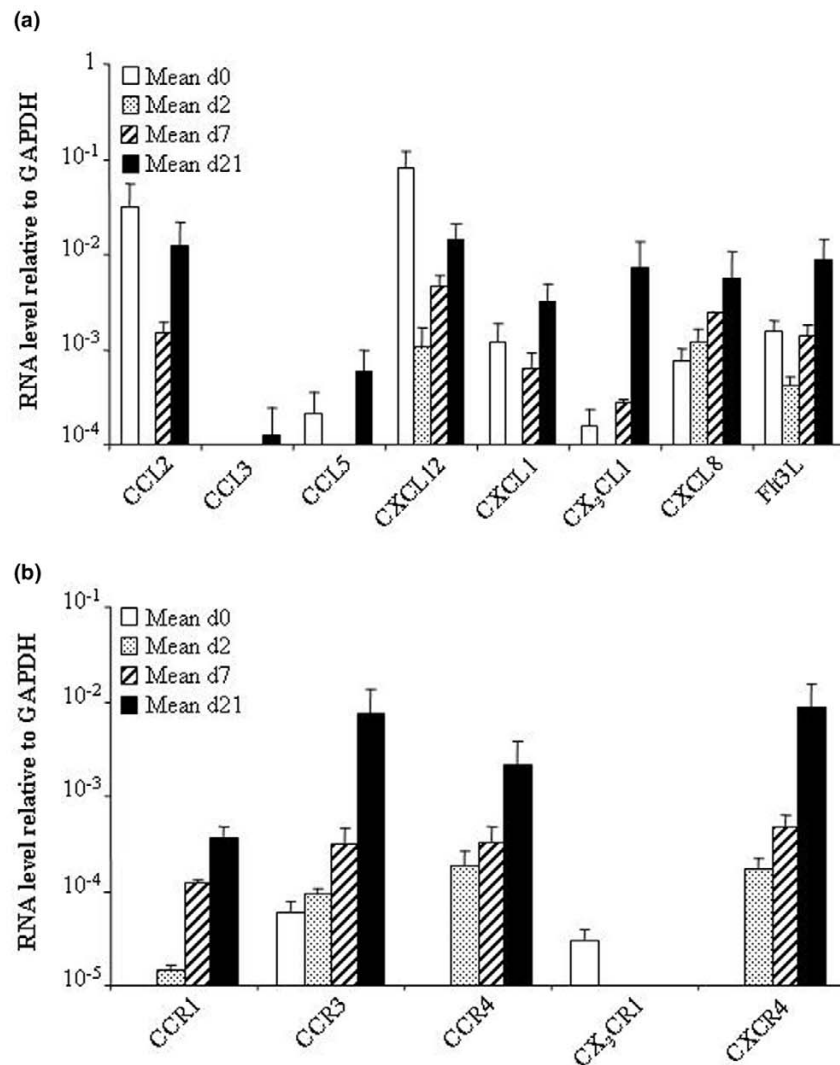 (a)
RNA level relative to GAPDH
1
10⁻¹
10⁻²
10⁻³
10⁻⁴
Mean d0
Mean d2
Mean d7
Mean d21
CCL2
CCL3
CCL5
CXCL12
CXCL1
CX₃CL1
CXCL8
Flt3L
(b)
RNA level relative to GAPDH
10⁻¹
10⁻²
10⁻³
10⁻⁴
10⁻⁵
Mean d0
Mean d2
Mean d7
Mean d21
CCR1
CCR3
CCR4
CX₃CR1
CXCR4